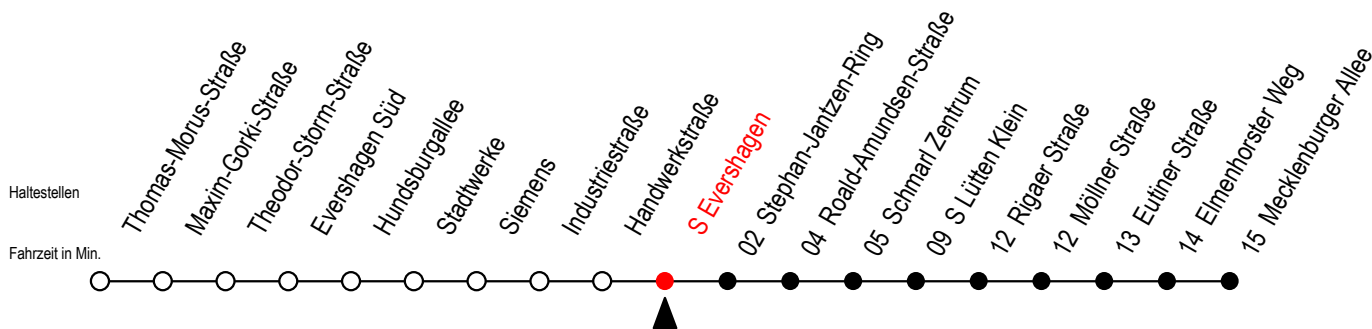 Haltestellen
Fahrzeit in Min.
Thomas-Morus-Straße
Maxim-Gorki-Straße
Theodor-Storm-Straße
Evershagen Süd
Hundsburgallee
Stadtwerke
Siemens
Industriestraße
Handwerkstraße
S Evershagen
02 Stephan-Jantzen-Ring
04 Roald-Amundsen-Straße
05 Schmarl Zentrum
09 S Lütten Klein
12 Rigaer Straße
12 Möllner Straße
13 Eutiner Straße
14 Elmenhorster Weg
15 Mecklenburger Allee